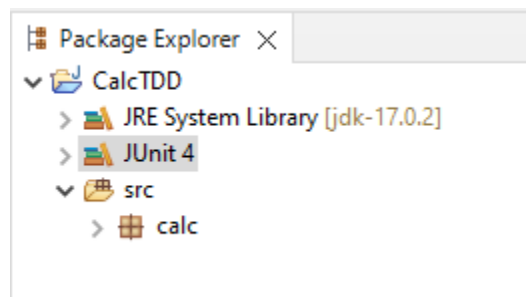 Package Explorer
CalcTDD
JRE System Library [jdk-17.0.2]
JUnit 4
src
calc